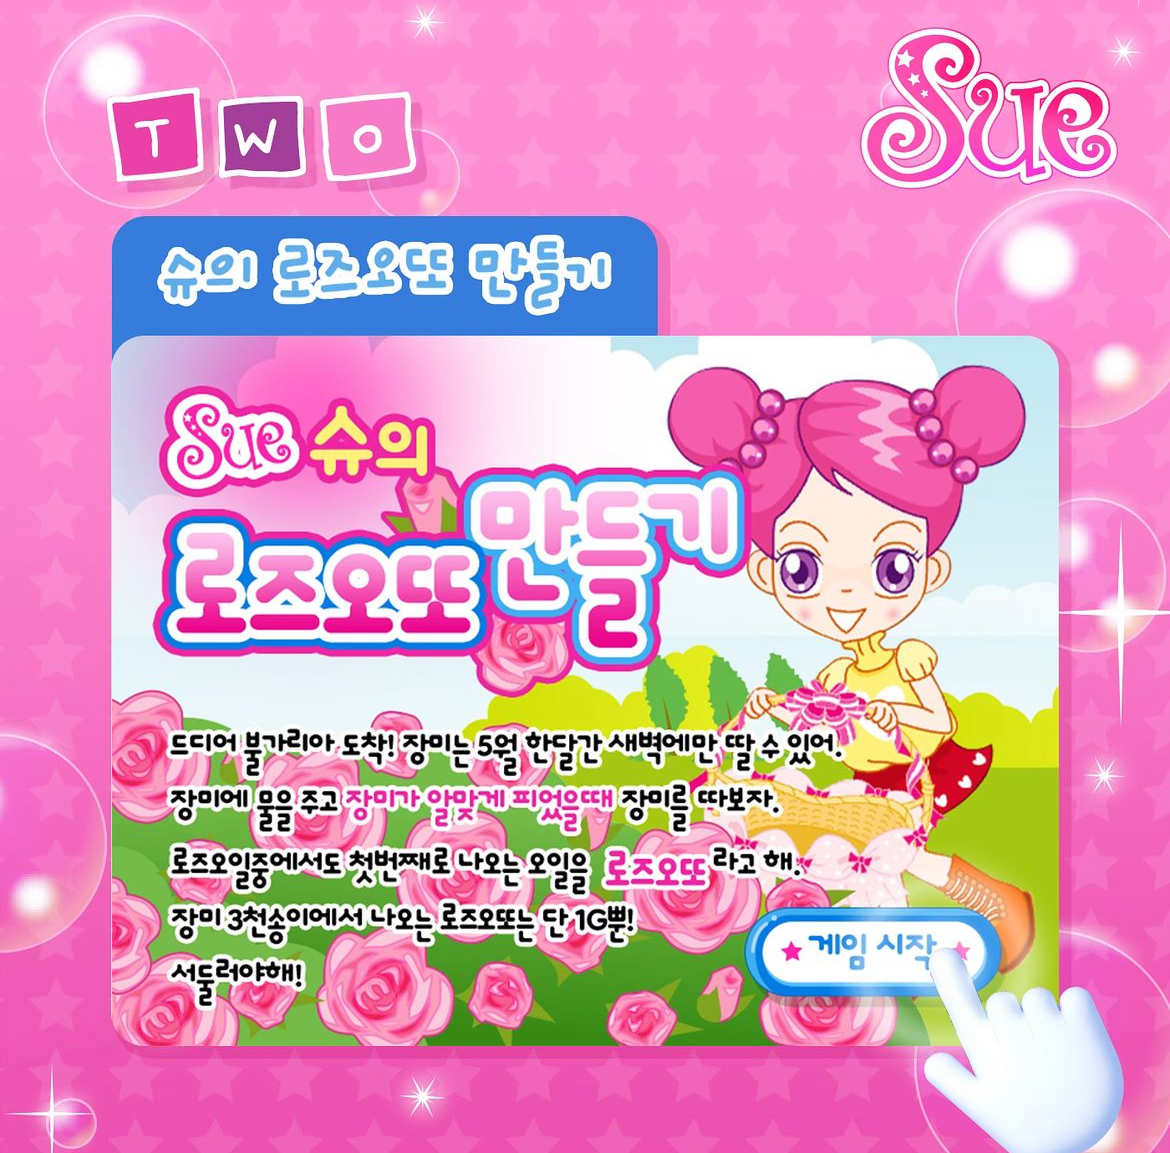 TWO
Sue
슈의 로즈오또 만들기
Sue 슈의
로즈오또 만들기
드디어 불가리아 도착! 장미는 5월 한달간 새벽에만 딸 수 있어.
장미에 물을 주고 장미가 알맞게 피었을때 장미를 따보자.
로즈오일중에서도 첫번째로 나오는 오일을 로즈오또라고 해.
장미 3천송이에서 나오는 로즈오또는 단 1G뿐!
서둘러야해!
게임 시작